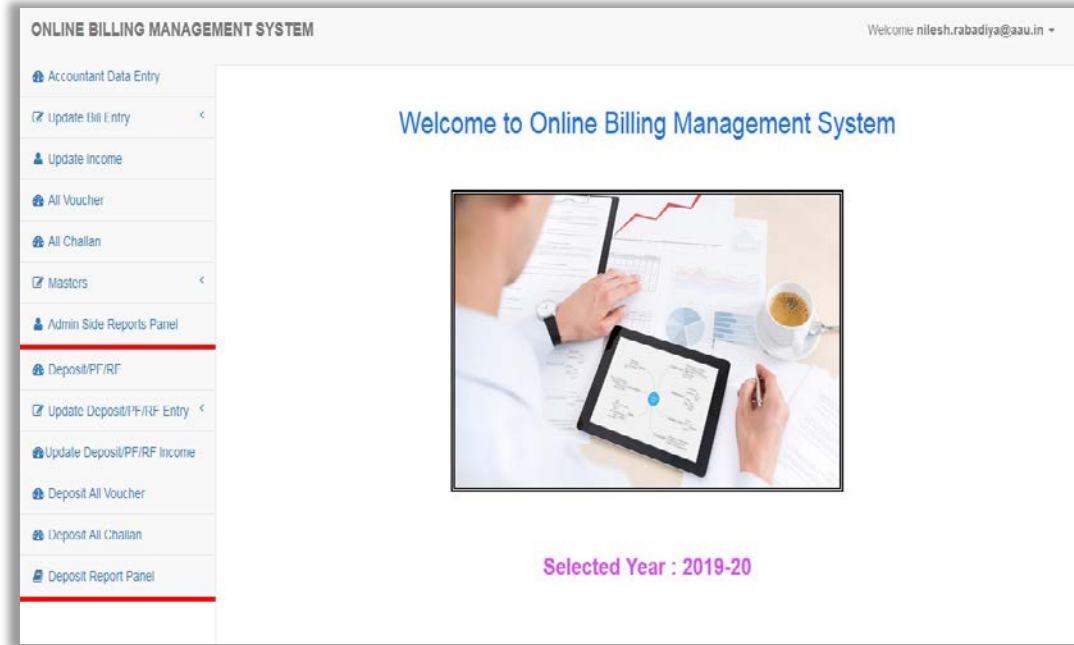 ONLINE BILLING MANAGEMENT SYSTEM
Welcome nilesh.rabadiya@aau.in
Accountant Data Entry
Update Bill Entry
Update Income
All Voucher
All Challan
Masters
Admin Side Reports Panel
Deposit/PF/RF
Update Deposit/PF/RF Entry
Update Deposit/PF/RF Income
Deposit All Voucher
Deposit All Challan
Deposit Report Panel
Welcome to Online Billing Management System
Selected Year : 2019-20